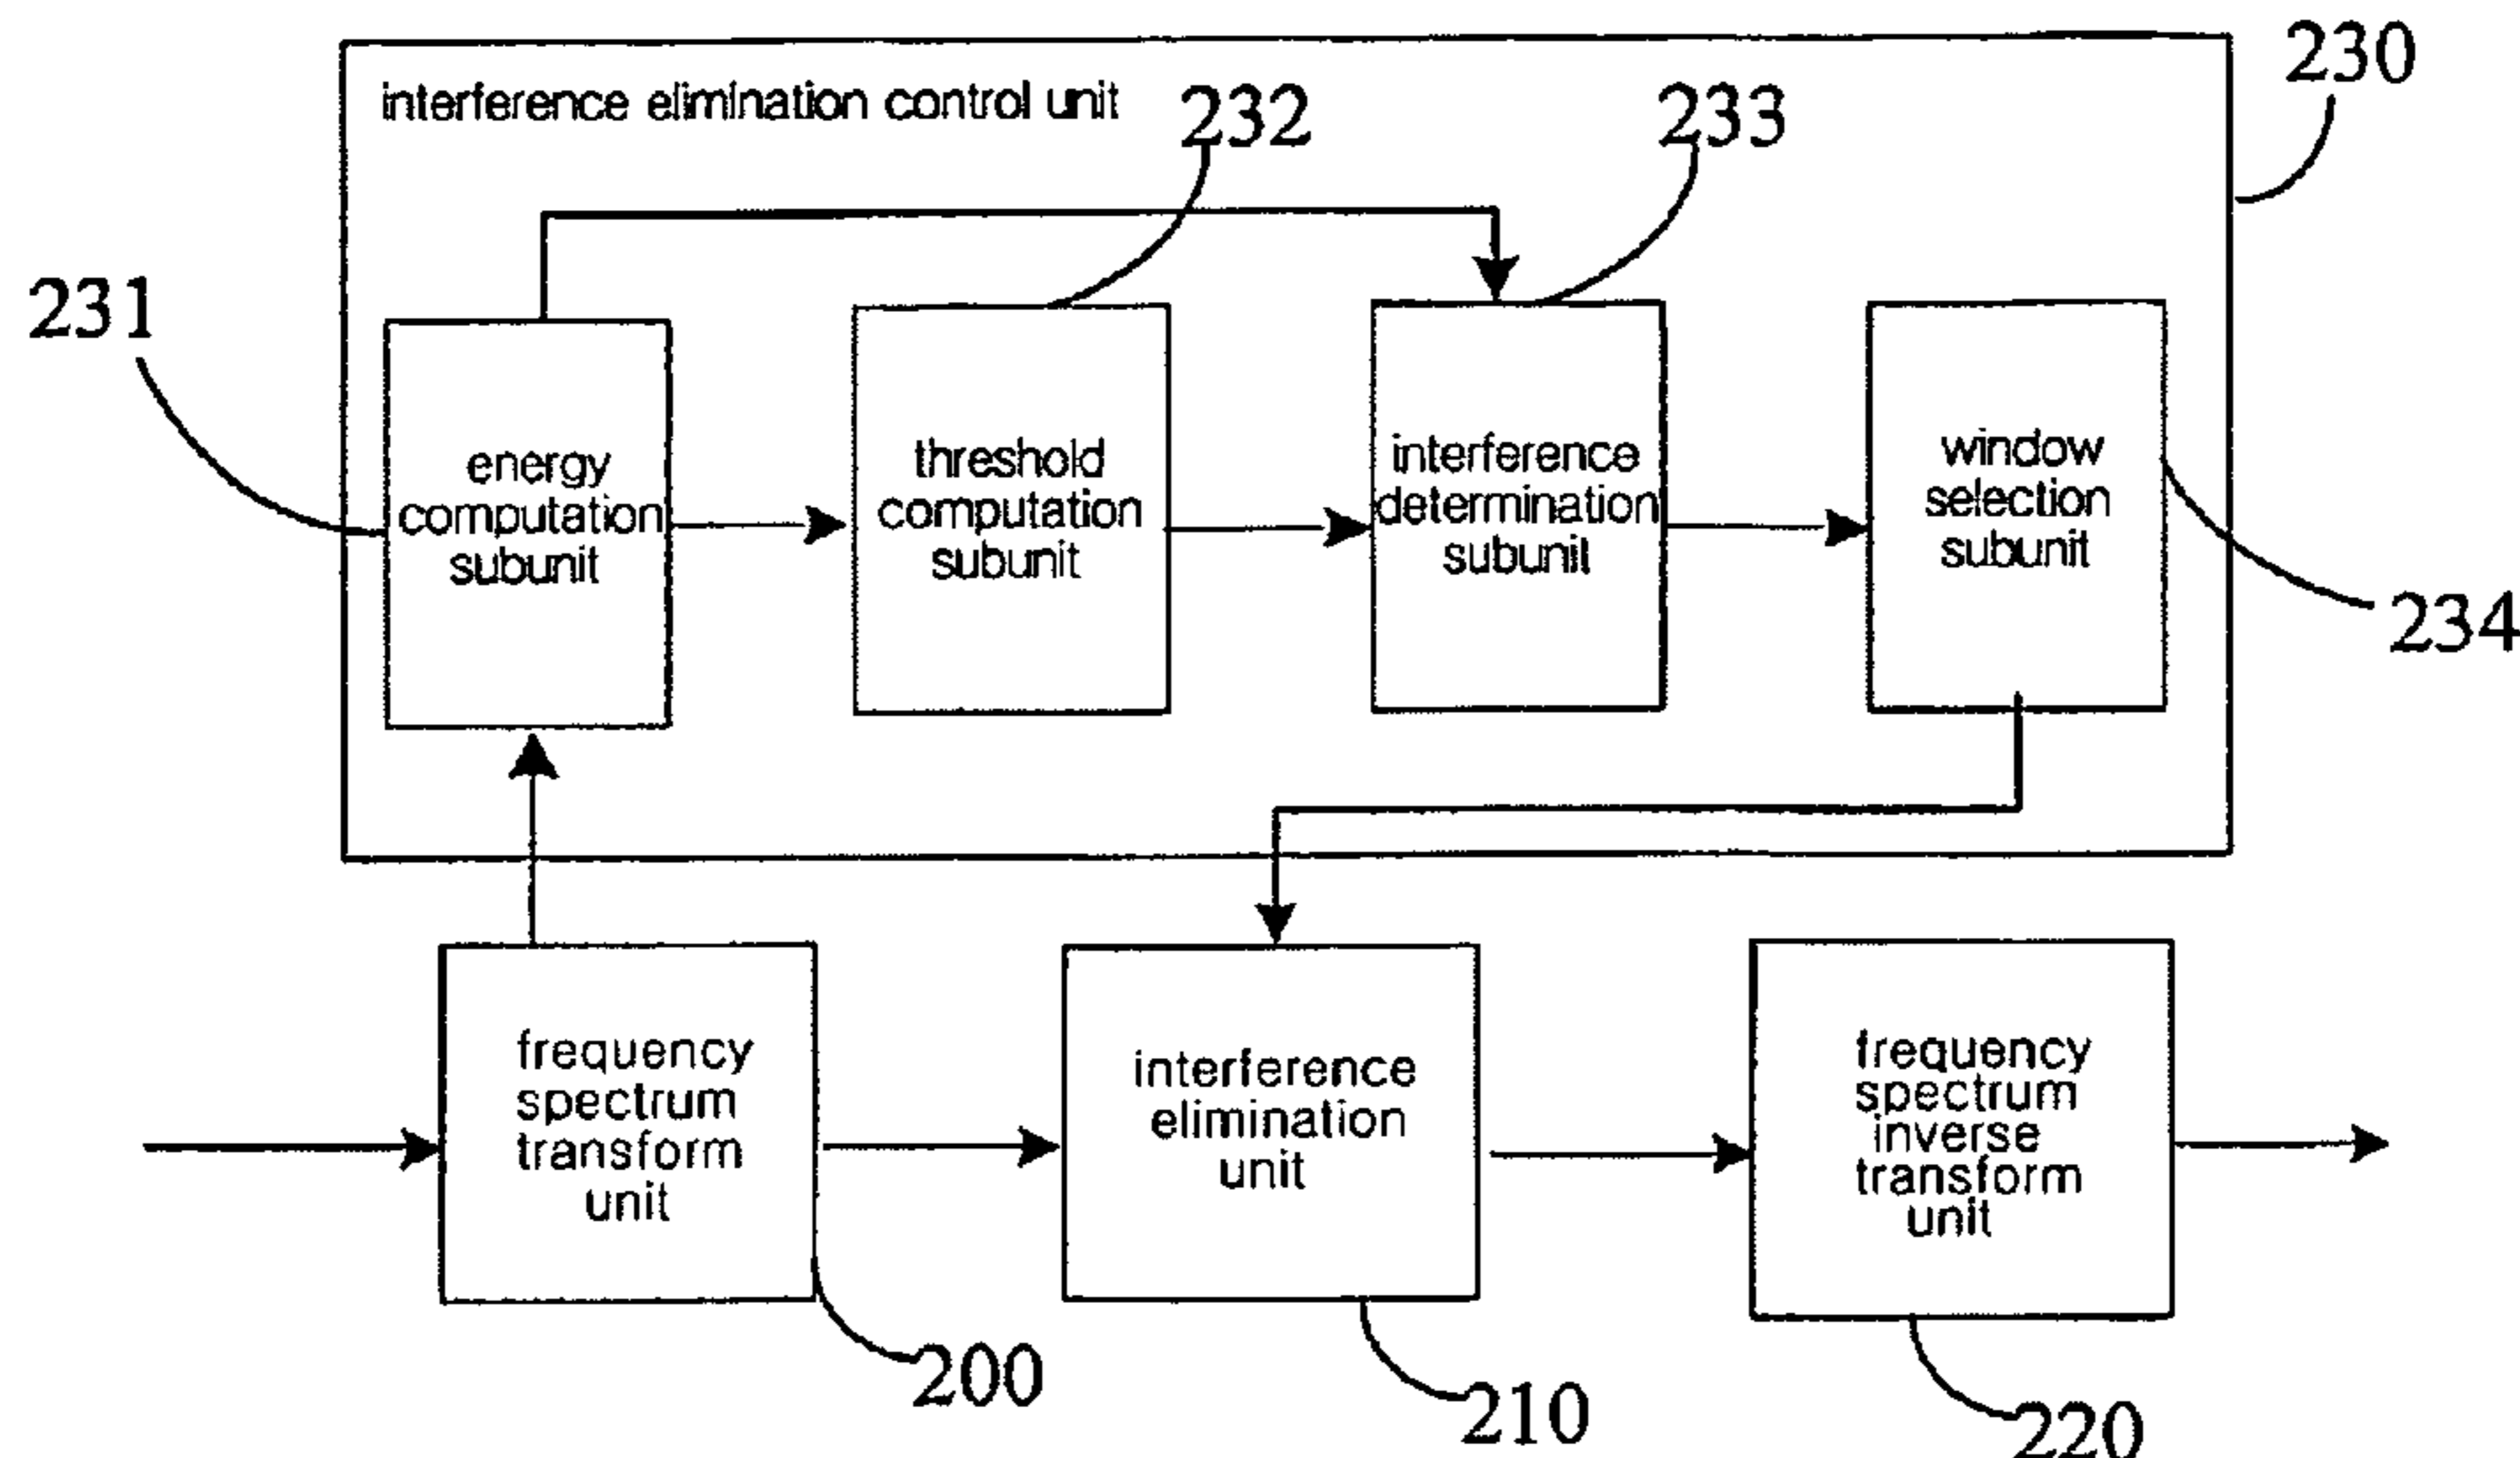 230
interference elimination control unit
232
233
231
energy
computation
subunit
threshold
computation
subunit
interference
determination
subunit
window
selection
subunit
234
frequency
spectrum
transform
unit
interference
elimination
unit
frequency
spectrum
inverse
transform
unit
200
210
220